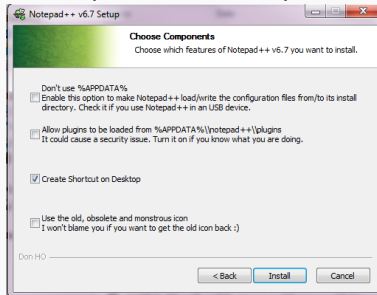 Notepad++ v6.7 Setup
Choose Components
Choose which features of Notepad++ v6.7 you want to install.
Don't use %APPDATA%
Enable this option to make Notepad++ load/write the configuration files from/to its install
directory. Check it if you use Notepad++ in an USB device.
Allow plugins to be loaded from %APPDATA%\\notepad++\\plugins
It could cause a security issue. Turn it on if you know what you are doing.
Create Shortcut on Desktop
Use the old, obsolete and monstrous icon
I won't blame you if you want to get the old icon back :)
Don HO
< Back
Install
Cancel